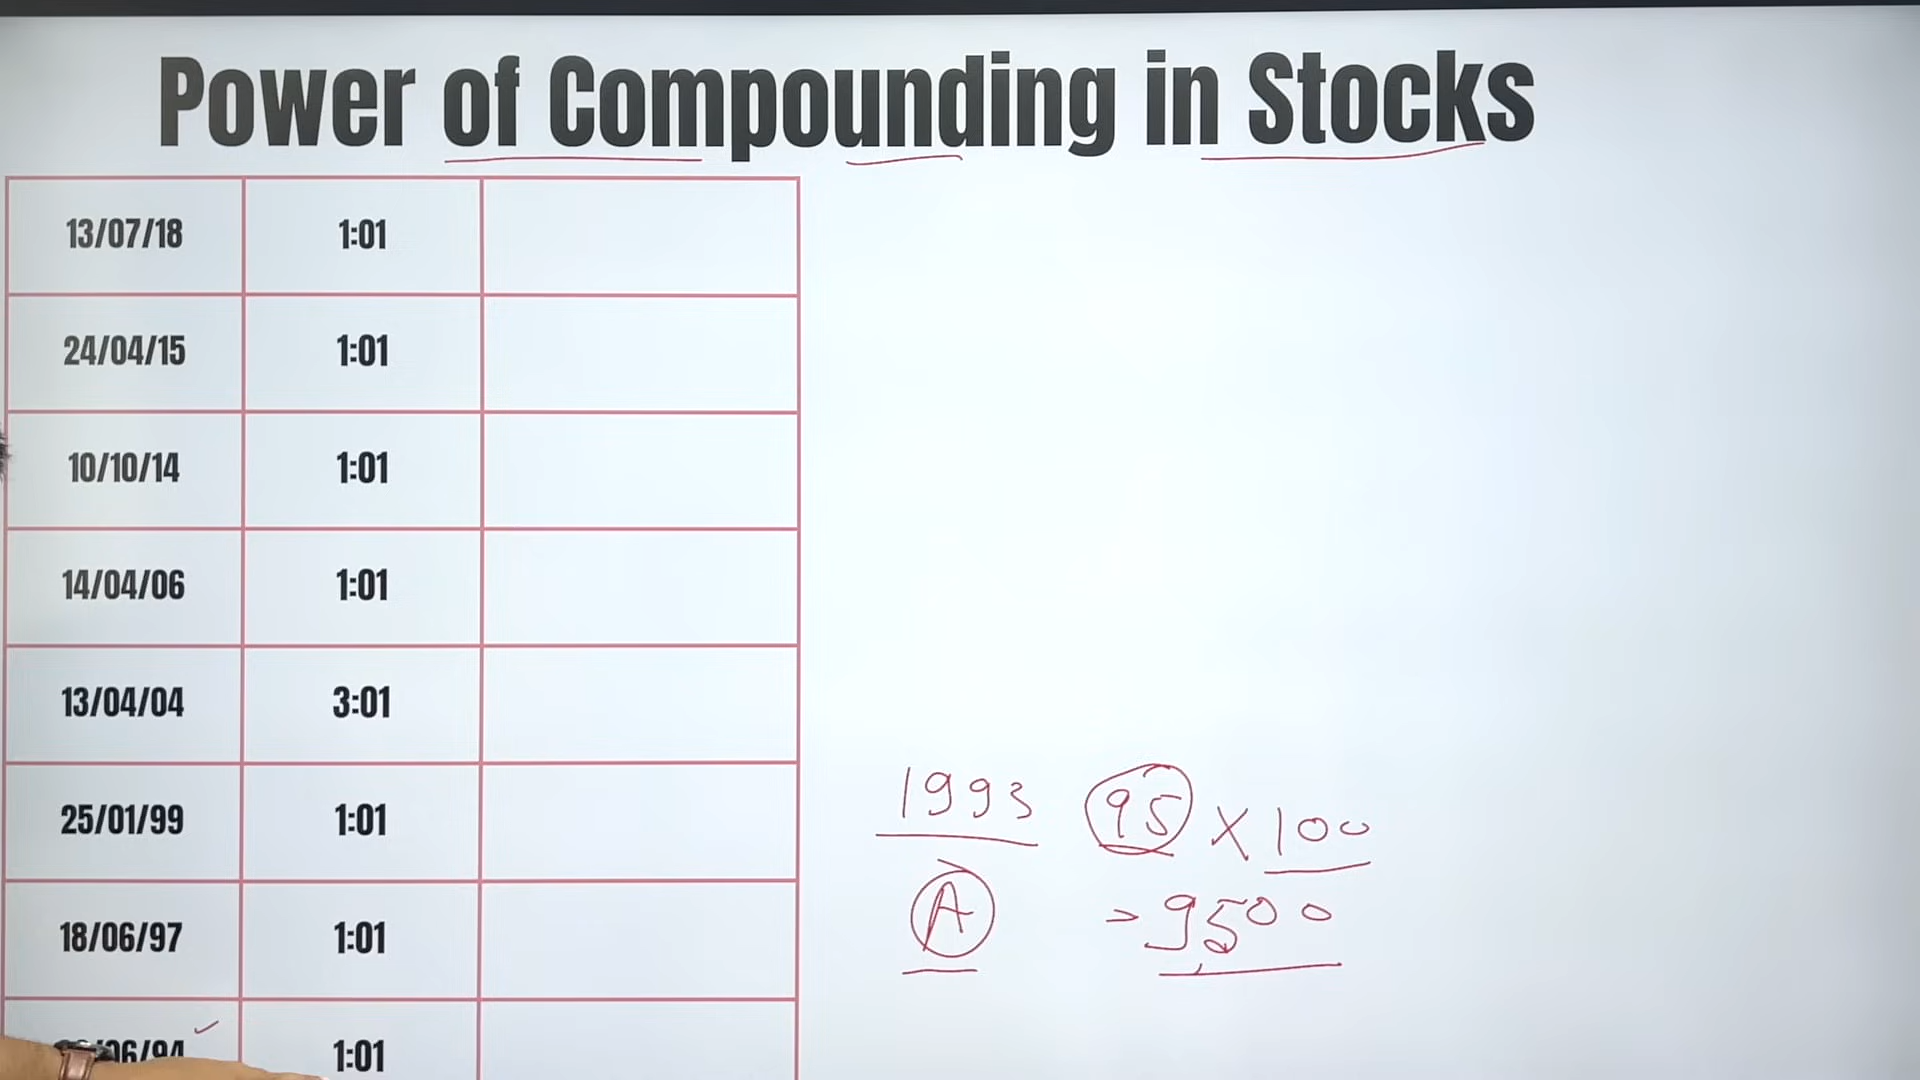 Power of Compounding in Stocks
13/07/18 1:01
24/04/15 1:01
10/10/14 1:01
14/04/06 1:01
13/04/04 3:01
25/01/99 1:01
18/06/97 1:01
/06/94 1:01
1993 95 X 100
A = 9500